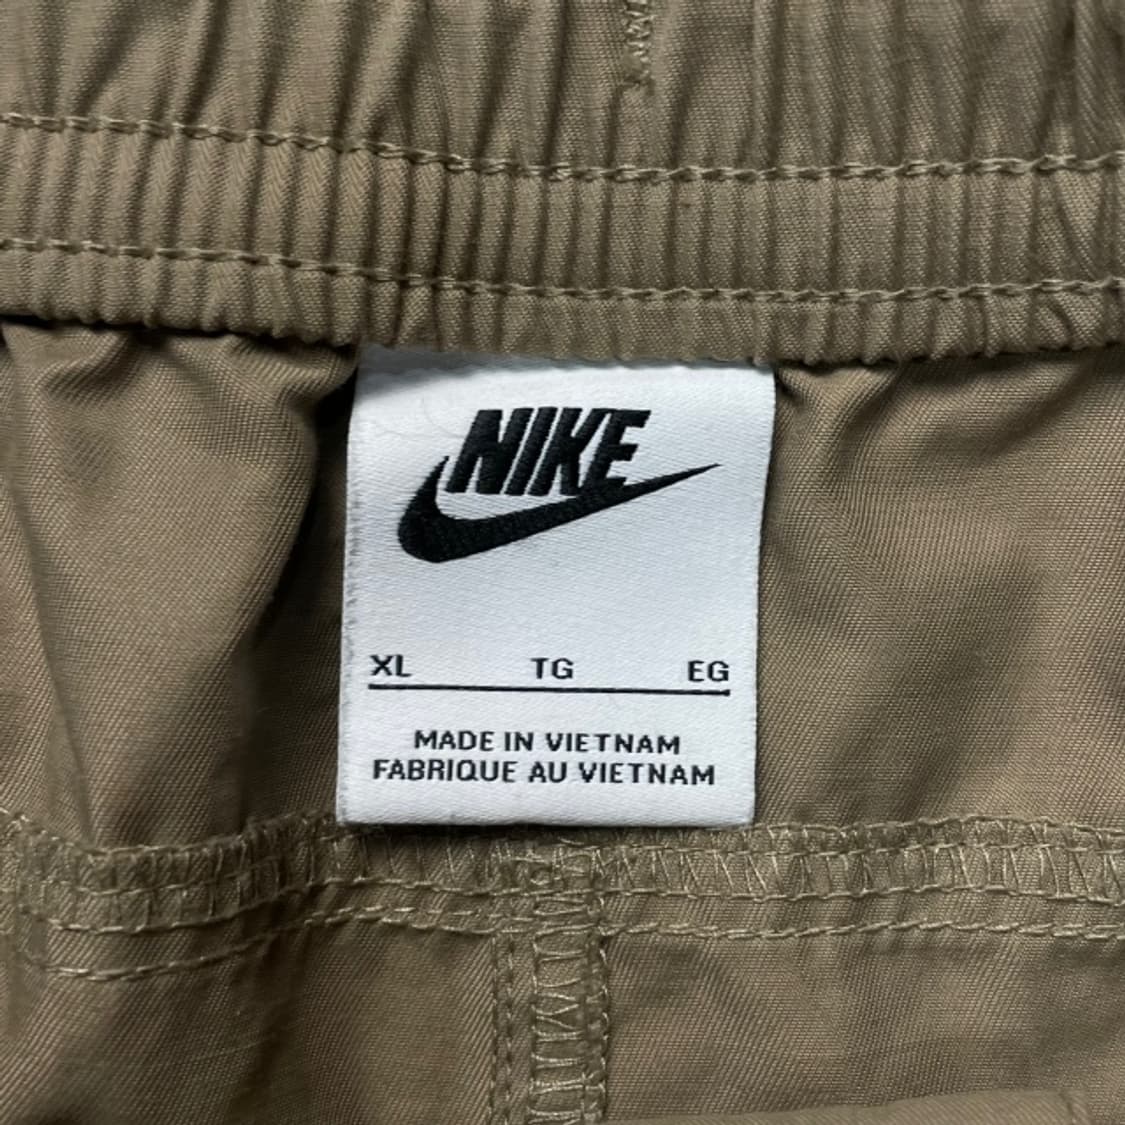 NIKE
XL TG EG
MADE IN VIETNAM
FABRIQUE AU VIETNAM